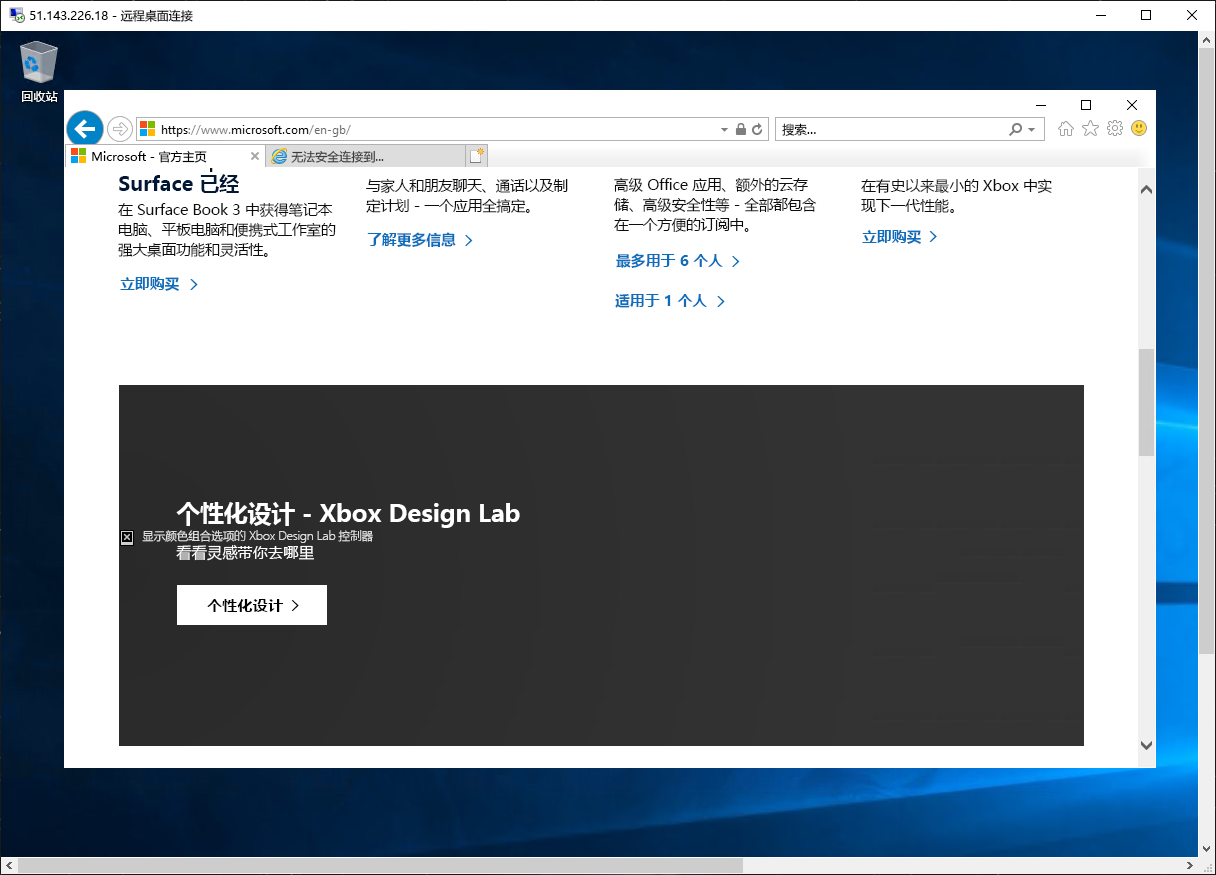 51.143.226.18 - 远程桌面连接
回收站
https://www.microsoft.com/en-gb/
搜索...
Microsoft - 官方主页
无法安全连接到...
Surface 已经
在 Surface Book 3 中获得笔记本
电脑、平板电脑和便携式工作室的
强大桌面功能和灵活性。
立即购买
与家人和朋友聊天、通话以及制
定计划 - 一个应用全搞定。
了解更多信息
高级 Office 应用、额外的云存
储、高级安全性等 - 全部都包含
在一个方便的订阅中。
最多用于 6 个人
适用于 1 个人
在有史以来最小的 Xbox 中实
现下一代性能。
立即购买
个性化设计 - Xbox Design Lab
显示颜色组合选项的 Xbox Design Lab 控制器
看看灵感带你去哪里
个性化设计